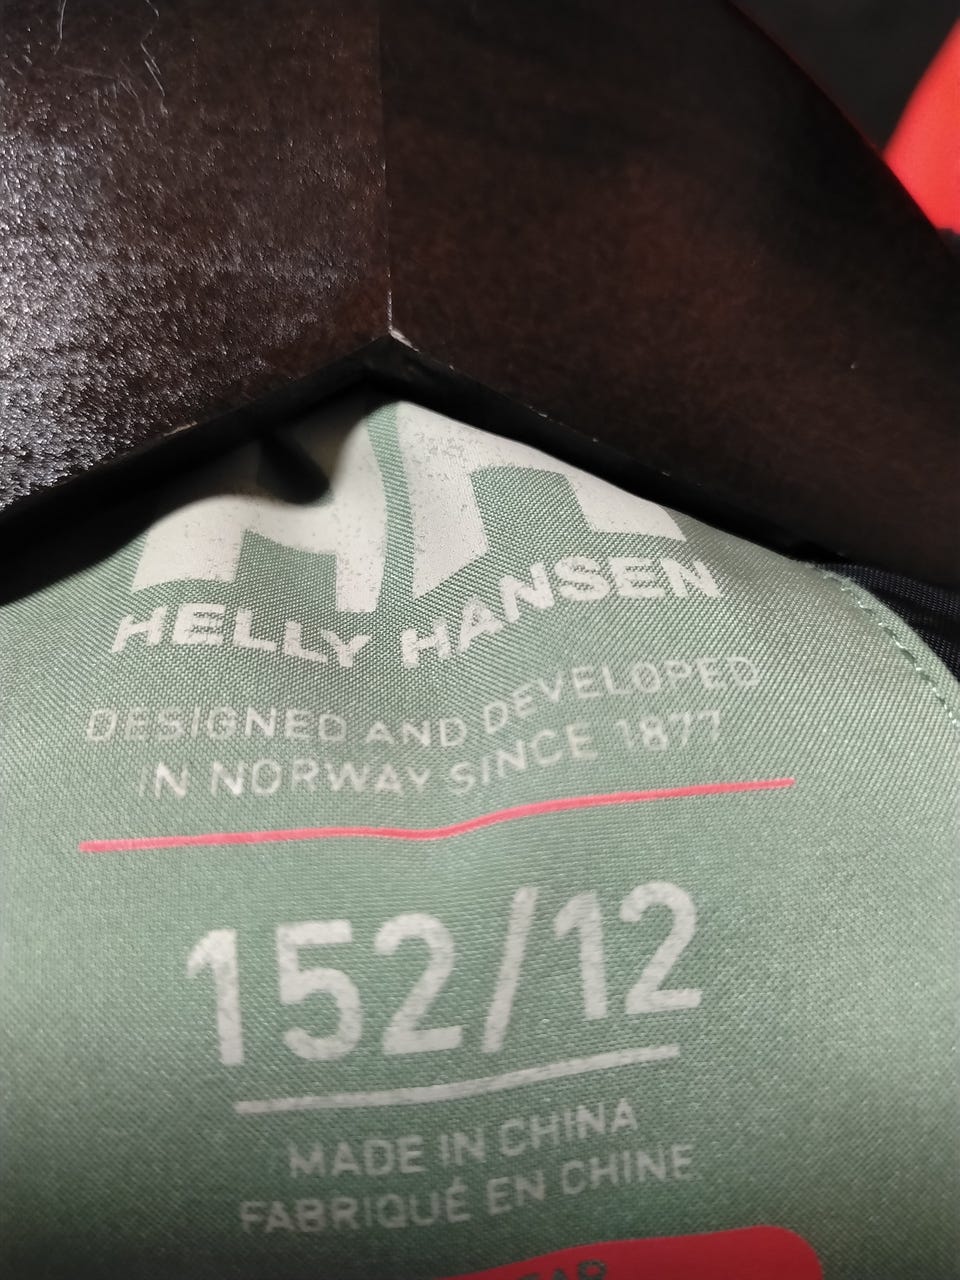 HH
HELLY HANSEN
DESIGNED AND DEVELOPED
IN NORWAY SINCE 1877
152/12
MADE IN CHINA
FABRIQUÉ EN CHINE